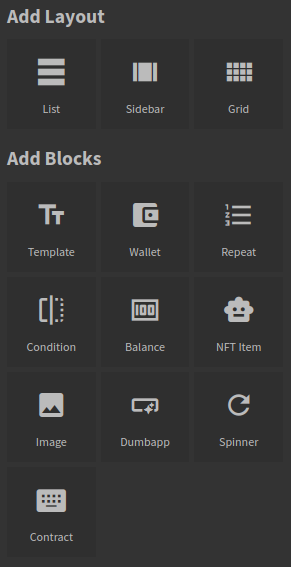 Add Layout
List Sidebar Grid
Add Blocks
Template Wallet Repeat
Condition Balance NFT Item
Image Dumbapp Spinner
Contract